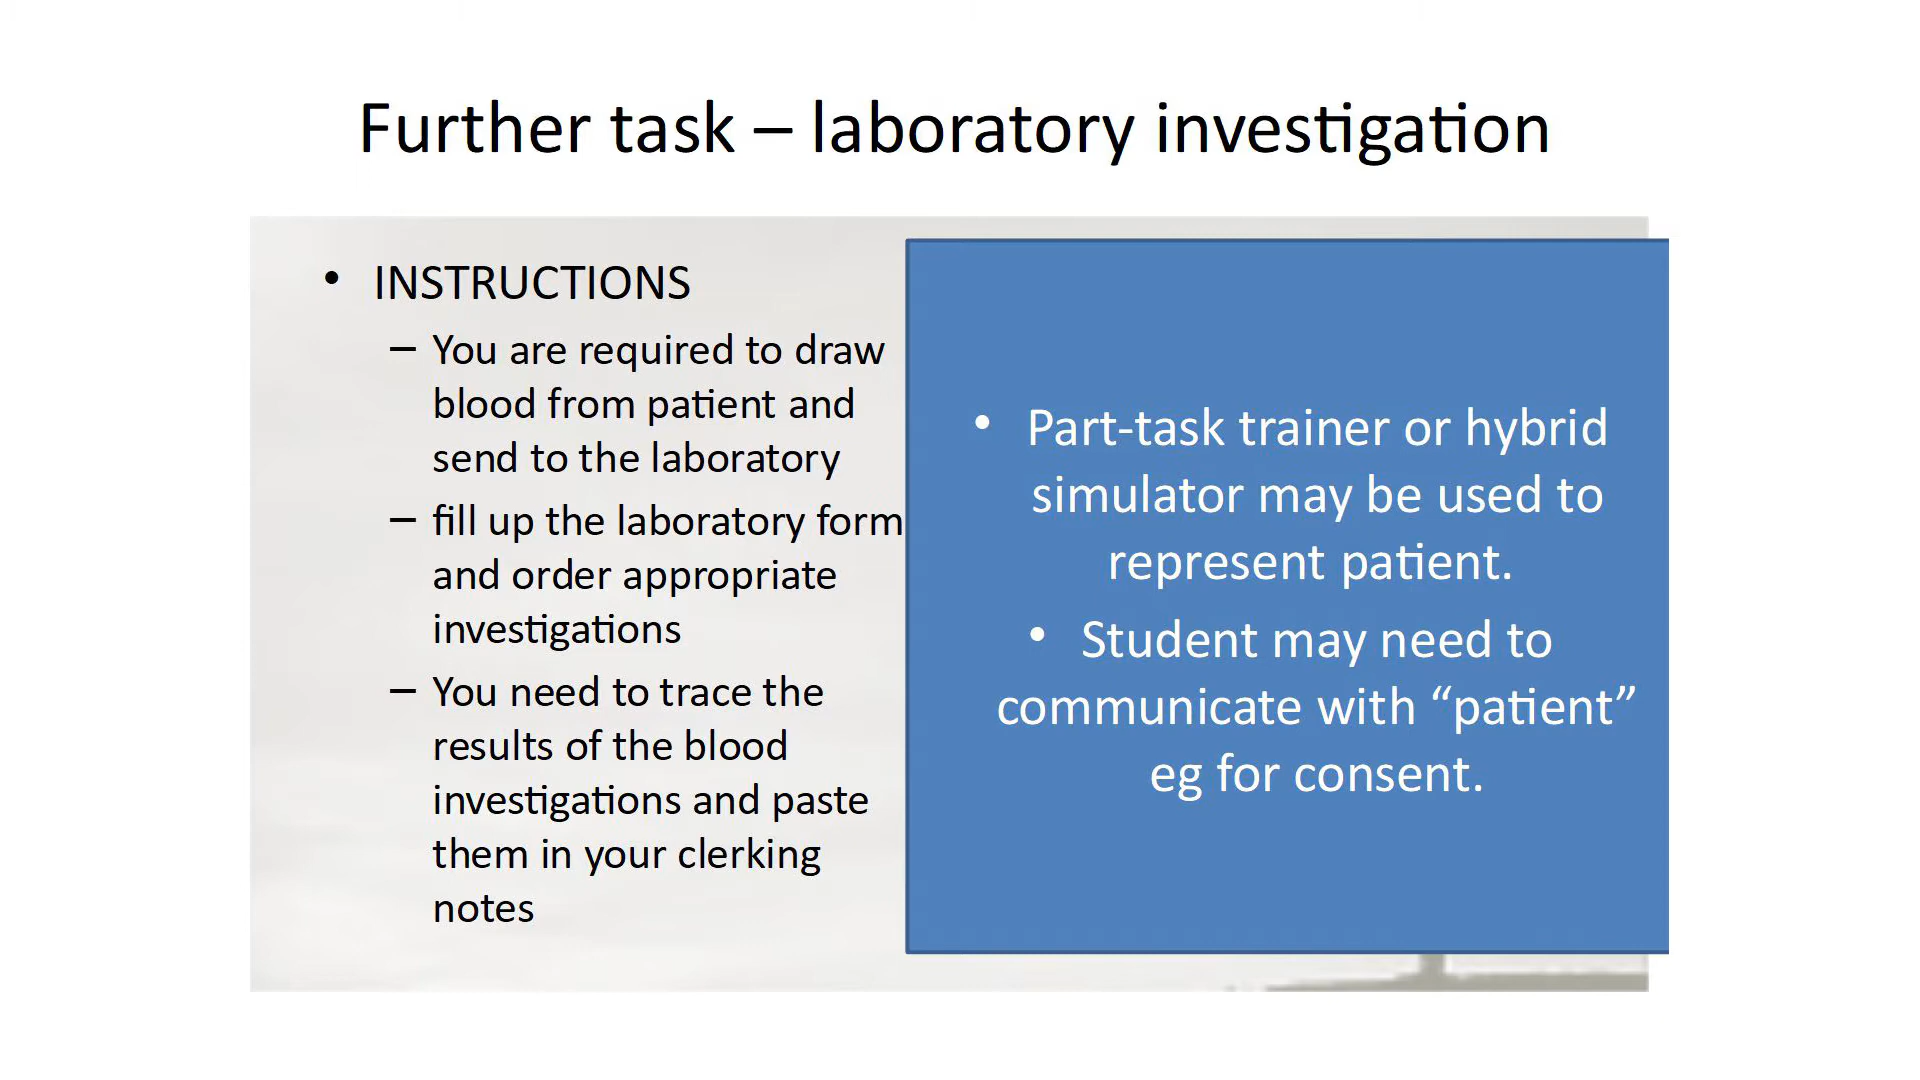 Further task – laboratory investigation
• INSTRUCTIONS
– You are required to draw
blood from patient and
send to the laboratory
– fill up the laboratory form
and order appropriate
investigations
– You need to trace the
results of the blood
investigations and paste
them in your clerking
notes
• Part-task trainer or hybrid
simulator may be used to
represent patient.
• Student may need to
communicate with “patient”
eg for consent.